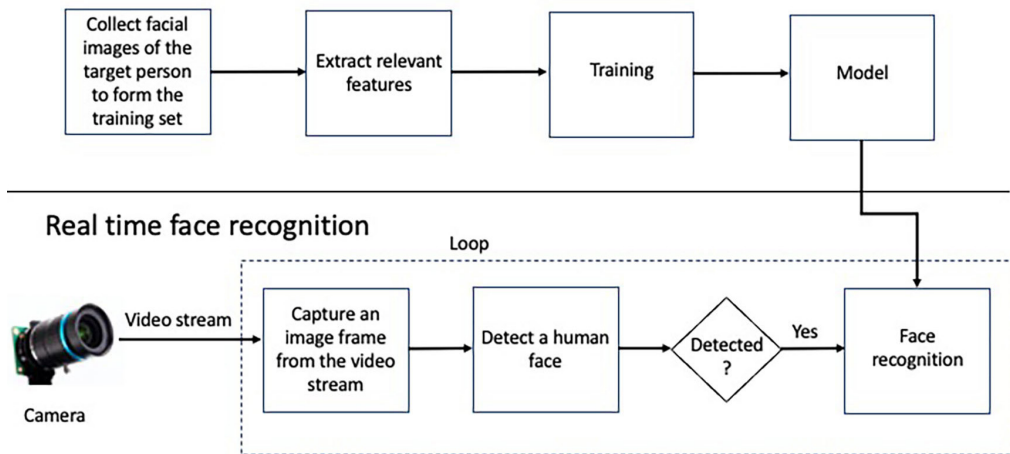 Collect facial
images of the
target person
to form the
training set
Extract relevant
features
Training
Model
Real time face recognition
Loop
Video stream
Camera
Capture an
image frame
from the video
stream
Detect a human
face
Detected
?
Yes
Face
recognition